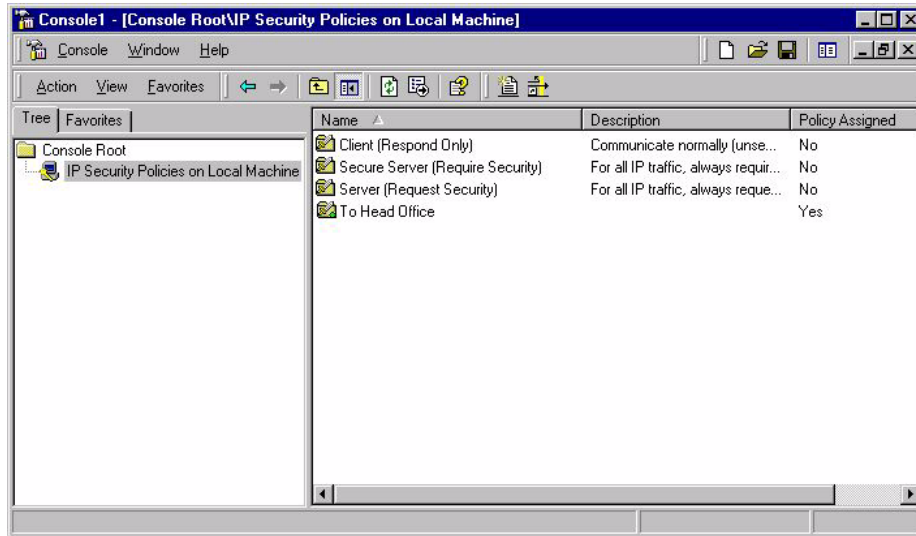 Console1 - [Console Root\IP Security Policies on Local Machine]
Console Window Help
Action View Favorites
Tree Favorites
Name Description Policy Assigned
Console Root
IP Security Policies on Local Machine
Client (Respond Only) Communicate normally (unse... No
Secure Server (Require Security) For all IP traffic, always requir... No
Server (Request Security) For all IP traffic, always reque... No
To Head Office Yes